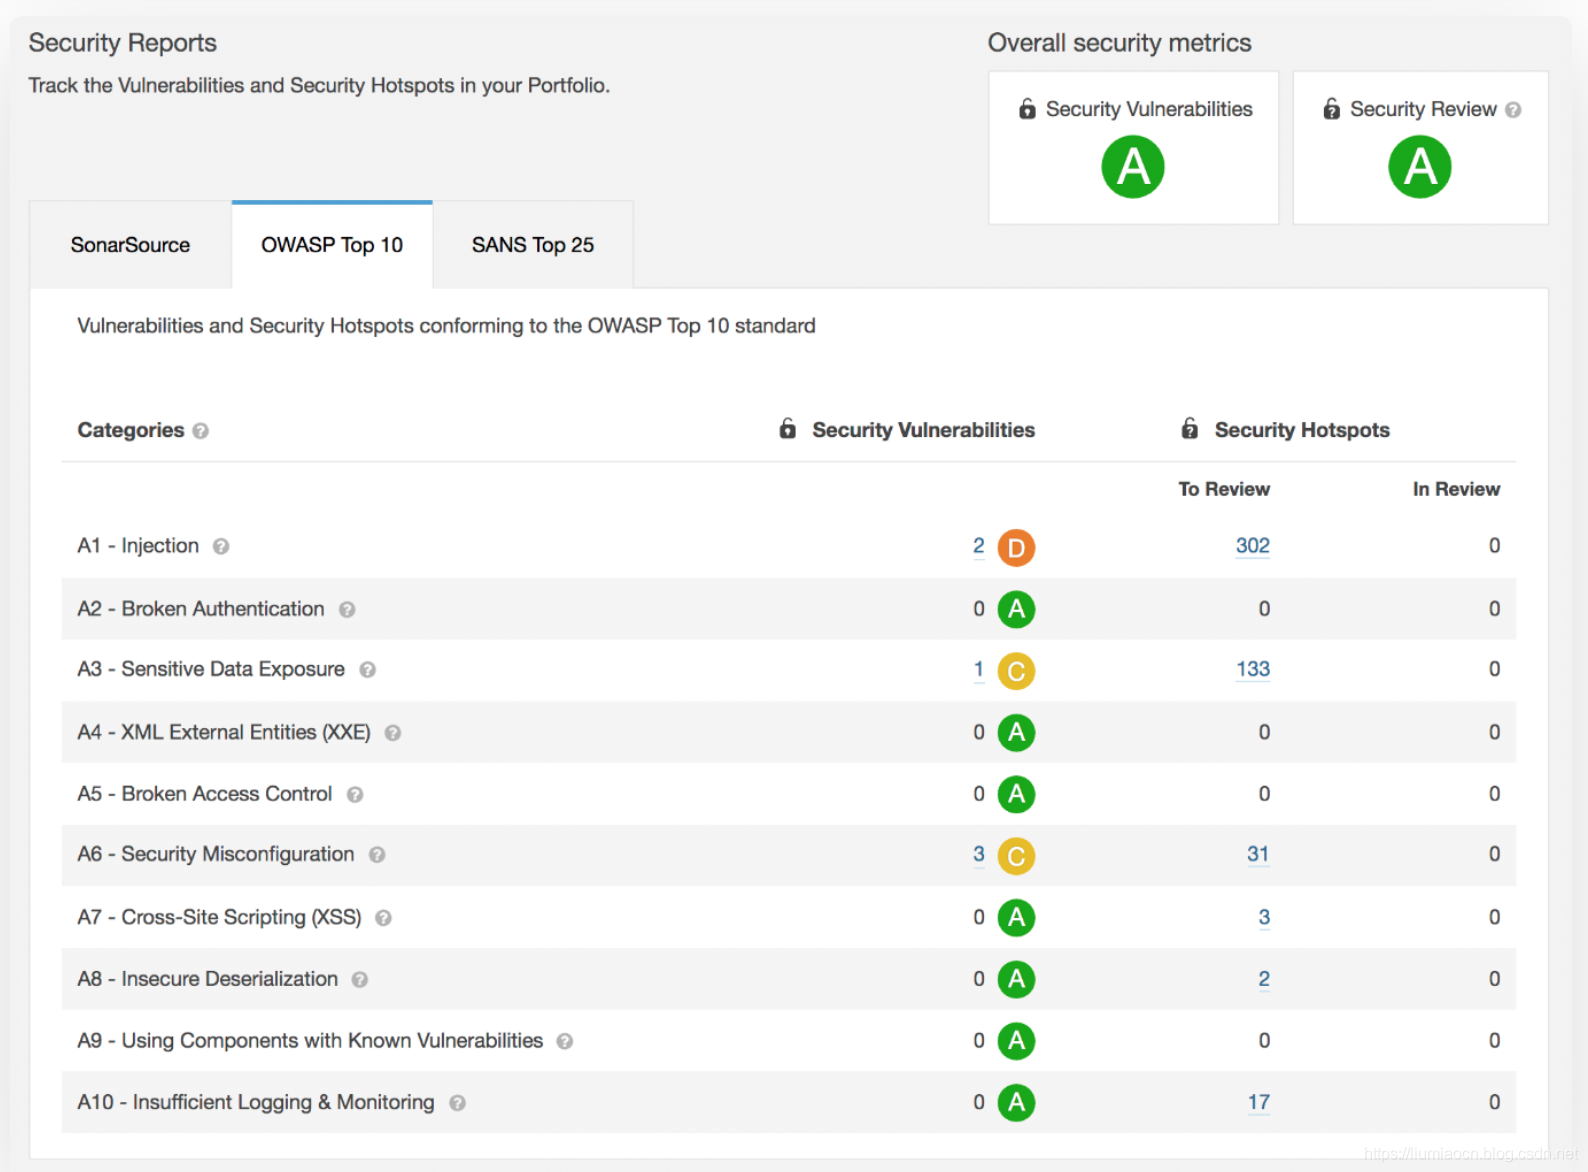 Security Reports
Overall security metrics
Track the Vulnerabilities and Security Hotspots in your Portfolio.
Security Vulnerabilities
Security Review ?
A
A
SonarSource
OWASP Top 10
SANS Top 25
Vulnerabilities and Security Hotspots conforming to the OWASP Top 10 standard
Categories ? Security Vulnerabilities ? Security Hotspots
To Review In Review
A1 - Injection ? 2 D 302 0
A2 - Broken Authentication ? 0 A 0 0
A3 - Sensitive Data Exposure ? 1 C 133 0
A4 - XML External Entities (XXE) ? 0 A 0 0
A5 - Broken Access Control ? 0 A 0 0
A6 - Security Misconfiguration ? 3 C 31 0
A7 - Cross-Site Scripting (XSS) ? 0 A 3 0
A8 - Insecure Deserialization ? 0 A 2 0
A9 - Using Components with Known Vulnerabilities ? 0 A 0 0
A10 - Insufficient Logging & Monitoring ? 0 A 17 0
https://liumiaocn.blog.csdn.net